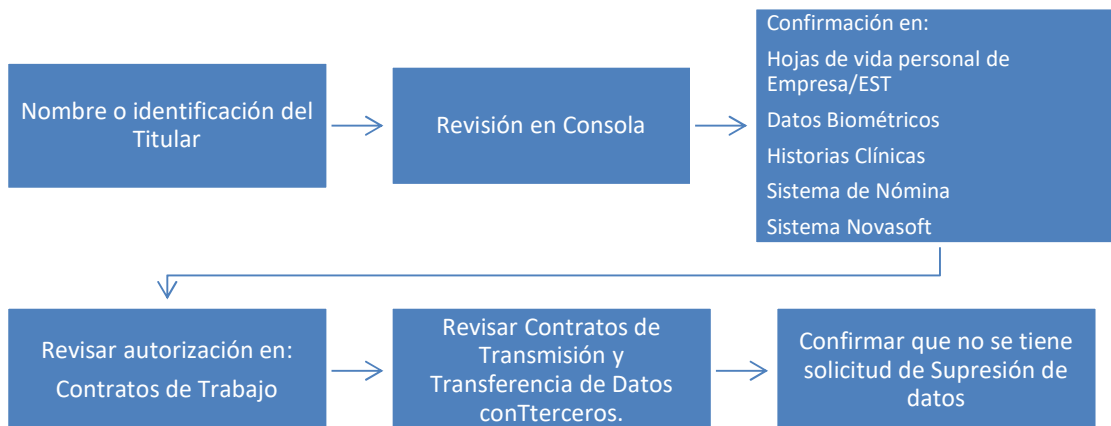 Nombre o identificación del
Titular
Revisión en Consola
Confirmación en:
Hojas de vida personal de
Empresa/EST
Datos Biométricos
Historias Clínicas
Sistema de Nómina
Sistema Novasoft
Revisar autorización en:
Contratos de Trabajo
Revisar Contratos de
Transmisión y
Transferencia de Datos
conTterceros.
Confirmar que no se tiene
solicitud de Supresión de
datos